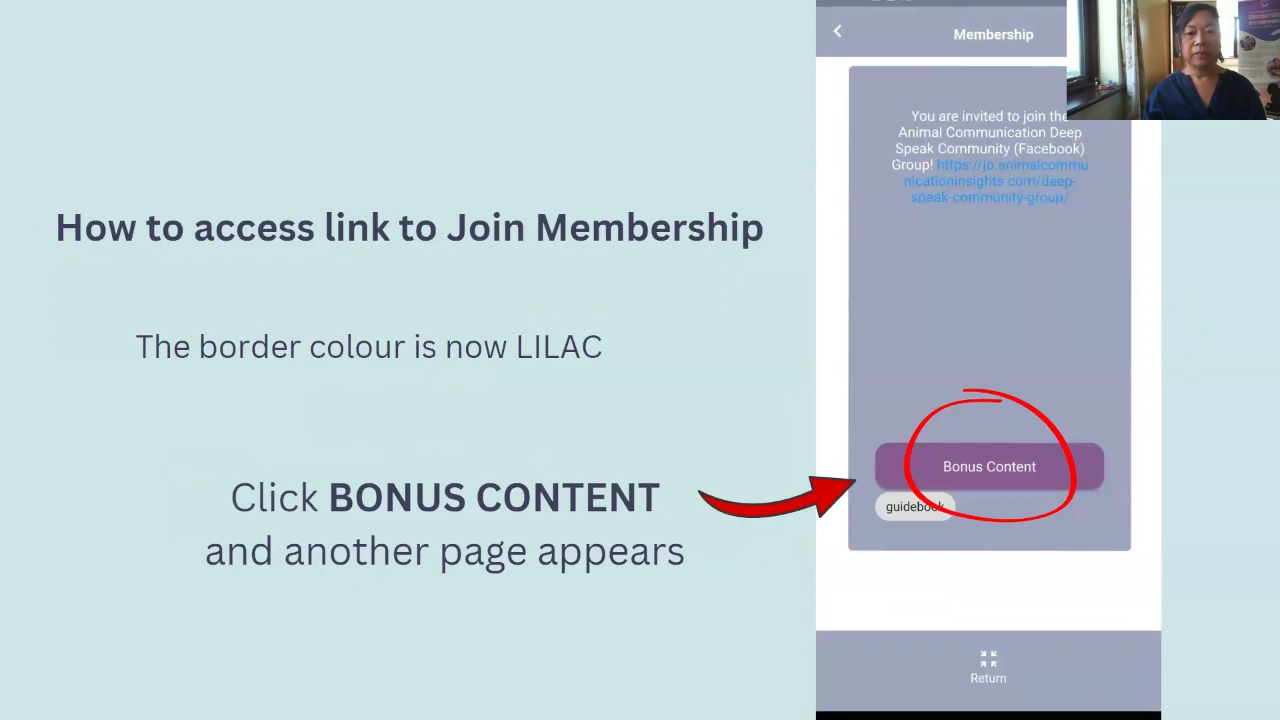 How to access link to Join Membership
The border colour is now LILAC
Click BONUS CONTENT
and another page appears
Membership
You are invited to join the
Animal Communication Deep
Speak Community (Facebook)
Group! https://jo.animalcommu
nicationinsights.com/deep-
speak-community-group/
Bonus Content
guidebook
Return